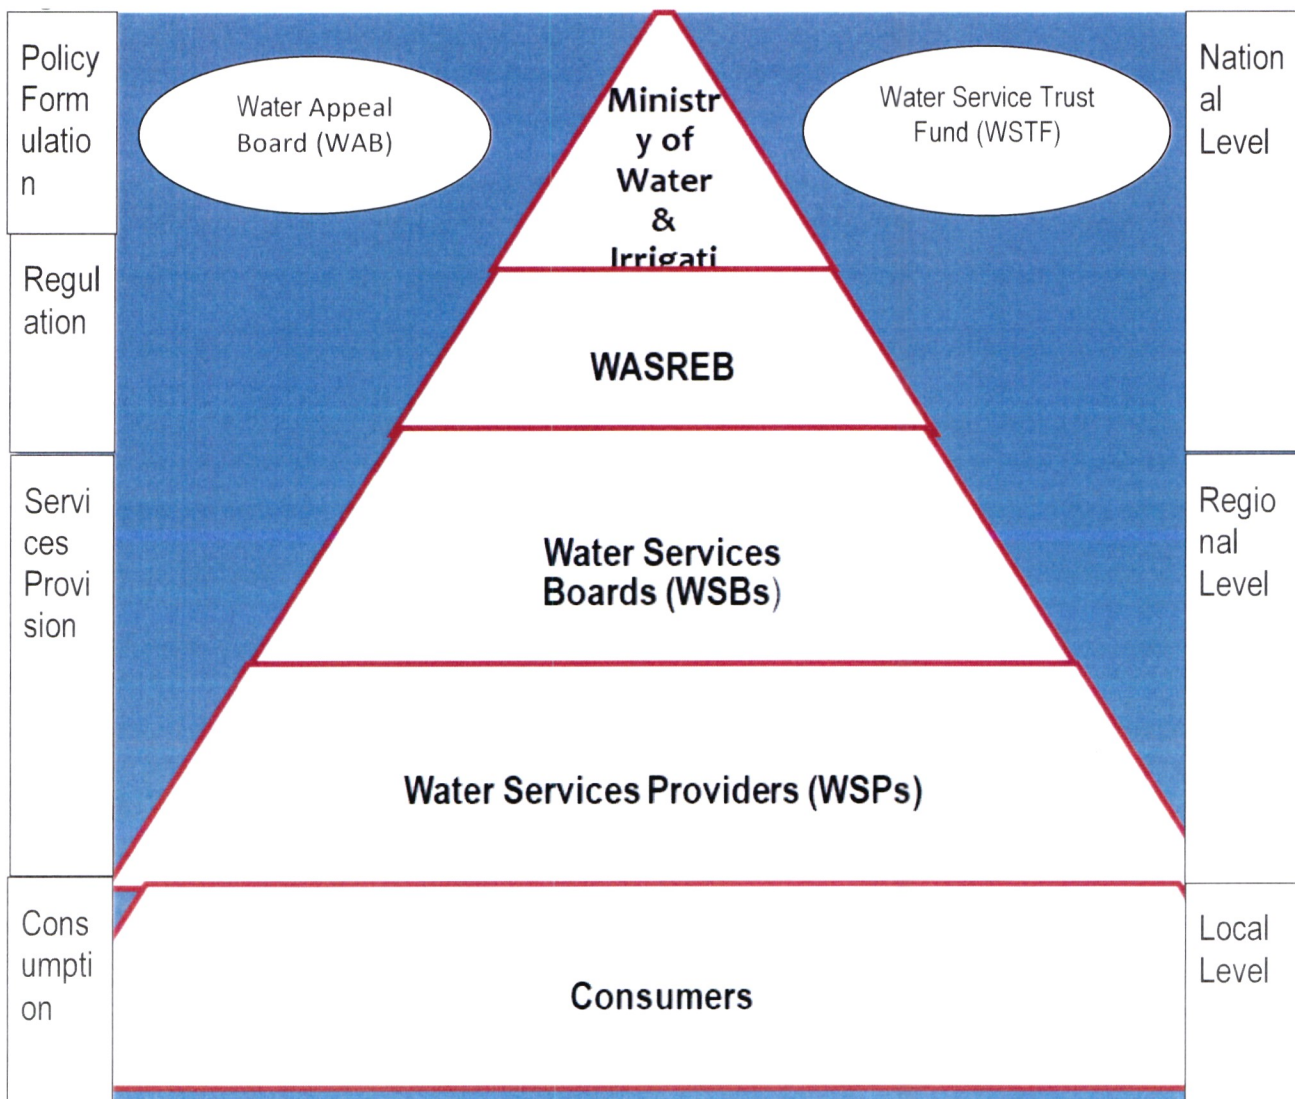 Policy
Form
ulatio
n
Water Appeal
Board (WAB)
Ministr
y of
Water
&
Irrigati
Water Service Trust
Fund (WSTF)
Nation
al
Level
Regul
ation
WASREB
Servi
ces
Provi
sion
Water Services
Boards (WSBs)
Regio
nal
Level
Water Services Providers (WSPs)
Cons
umpti
on
Consumers
Local
Level